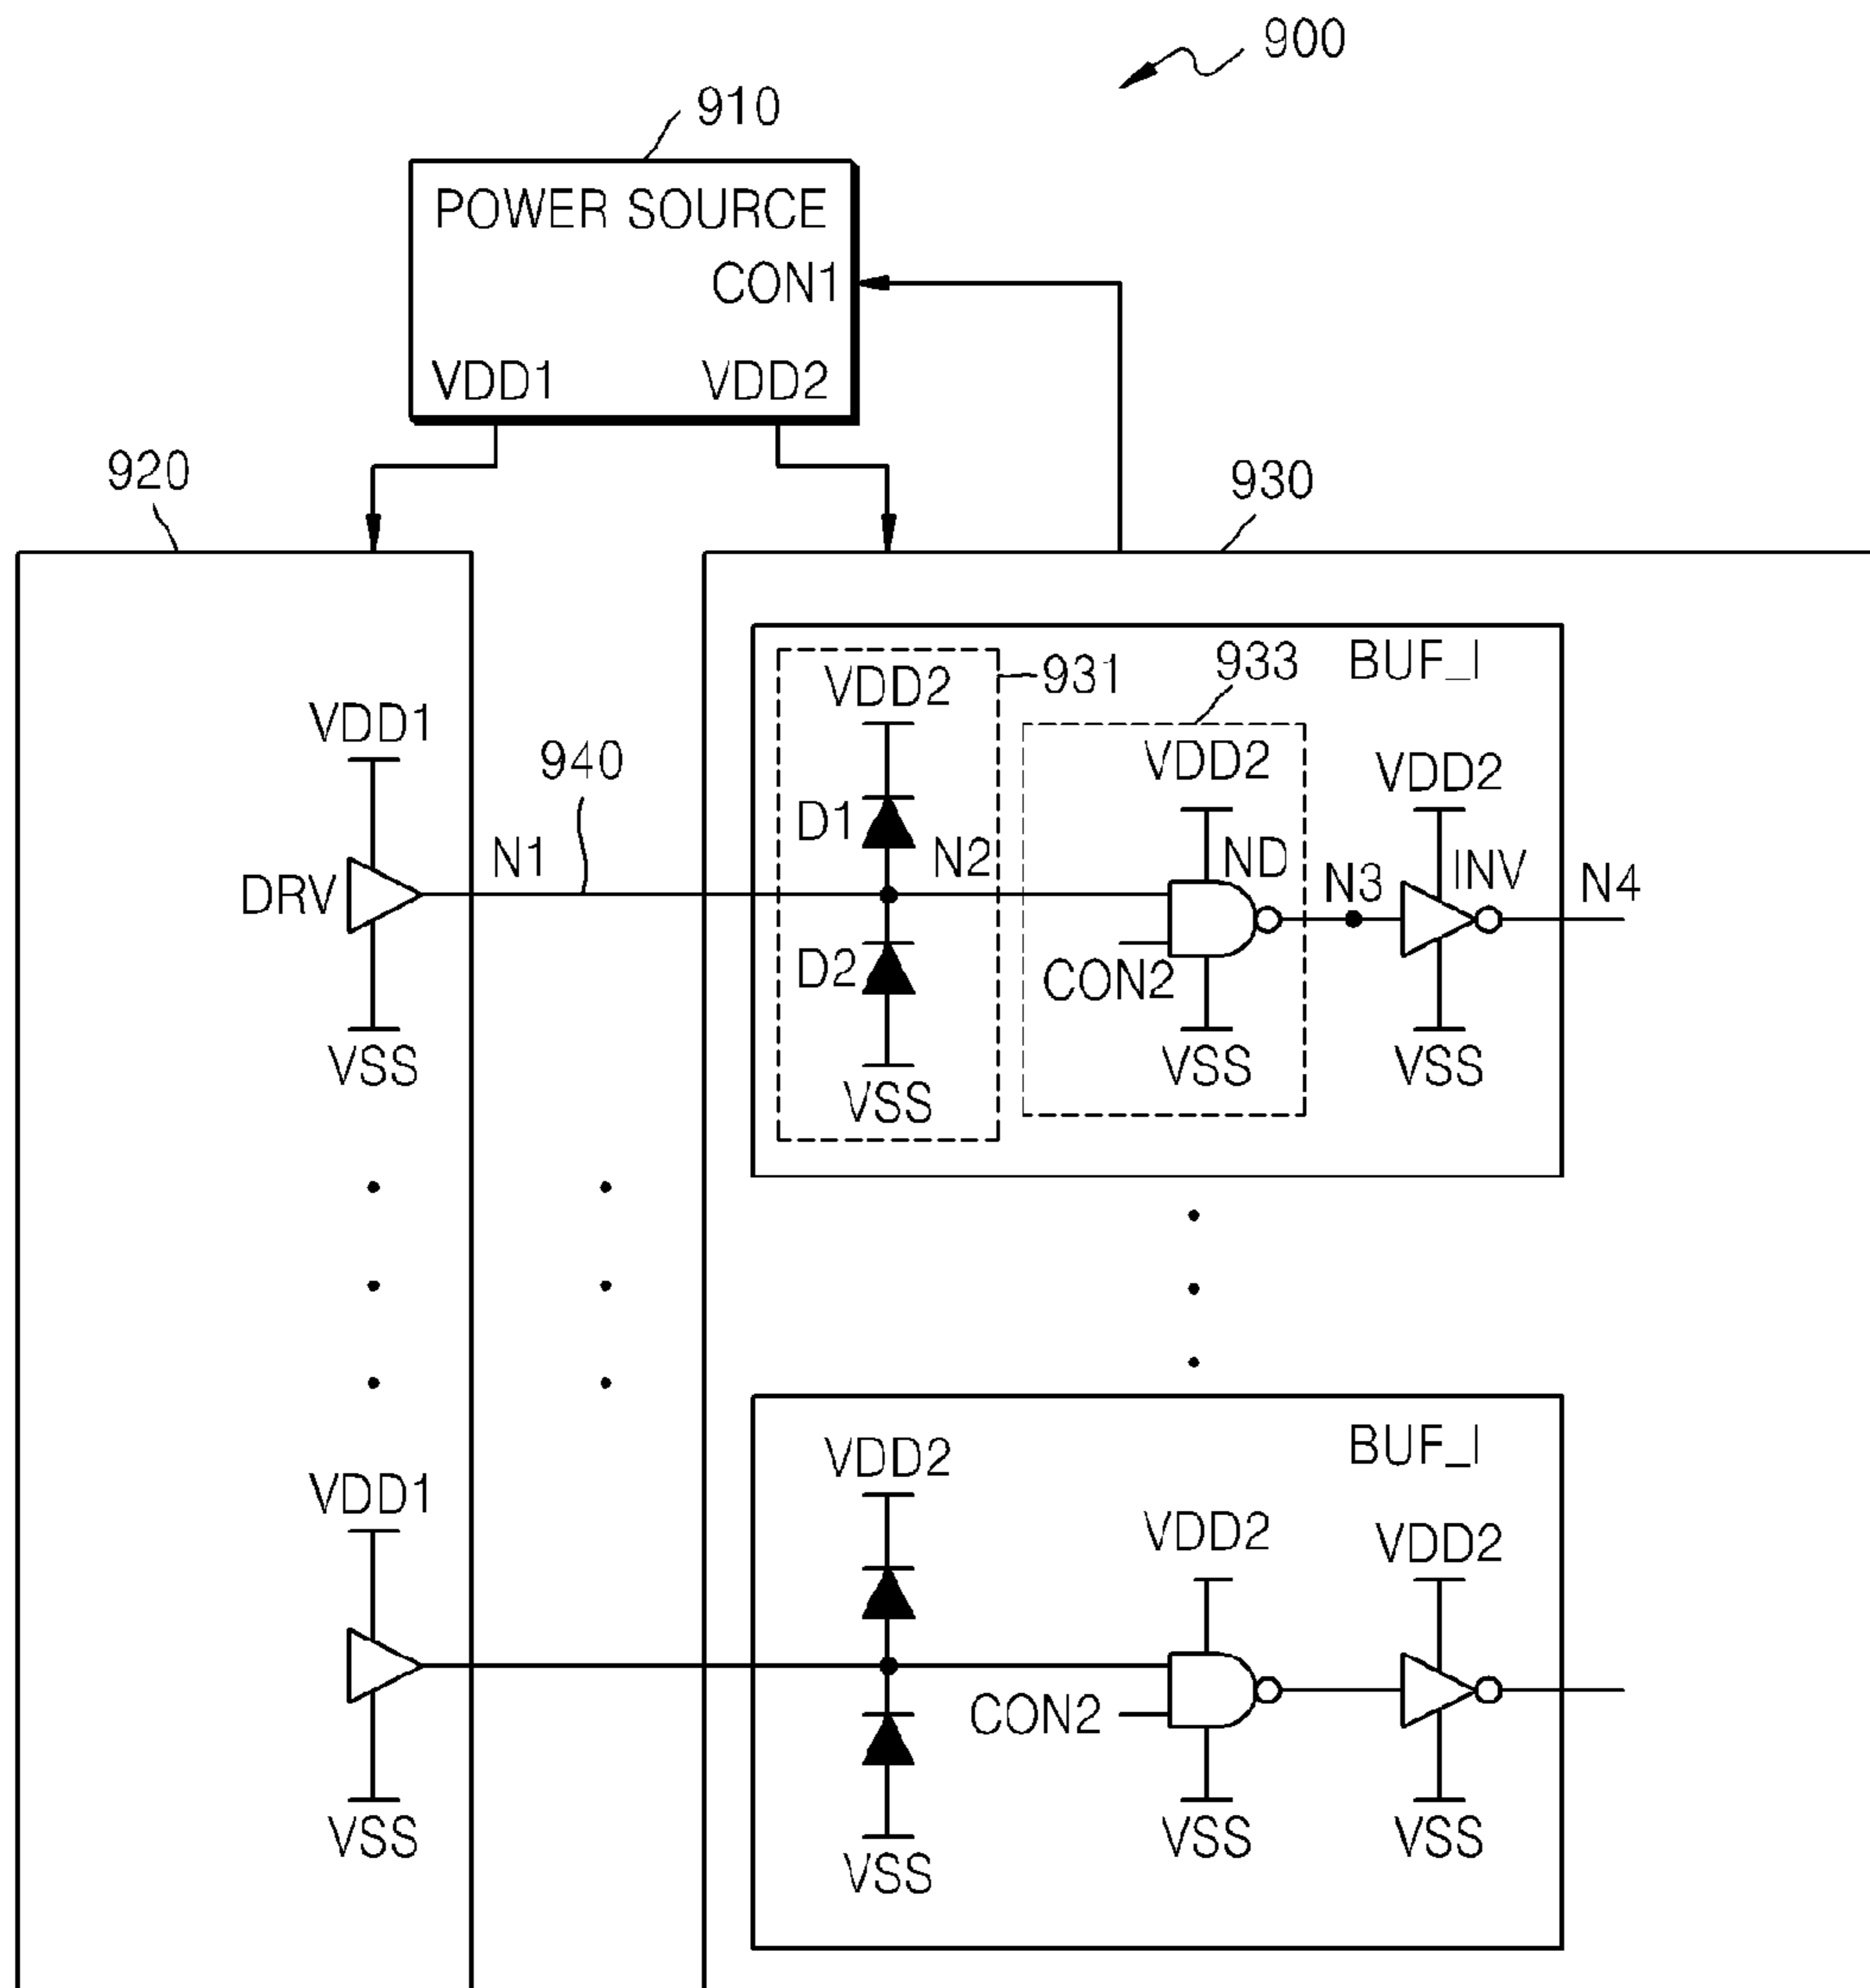 900
910
POWER SOURCE
CON1
VDD1 VDD2
920
930
BUF_I
931
933
VDD2
VDD1
940
VDD2
VDD2
D1
N1
N2
ND
N3
INV
N4
DRV
D2
CON2
VSS
VSS
VSS
VSS
BUF_I
VDD2
VDD1
VDD2
VDD2
CON2
VSS
VSS
VSS
VSS